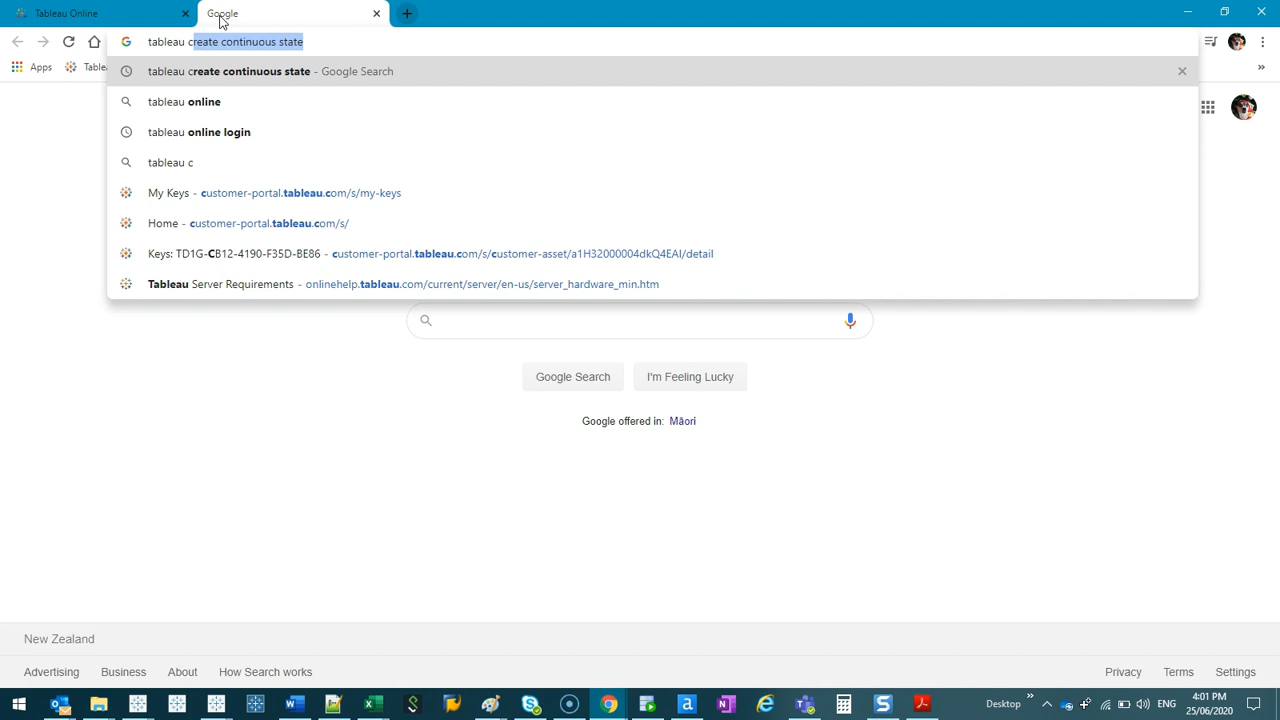 Tableau Online
Google
tableau create continuous state
Apps
Table
»
tableau create continuous state - Google Search
tableau online
tableau online login
tableau c
My Keys - customer-portal.tableau.com/s/my-keys
Home - customer-portal.tableau.com/s/
Keys: TD1G-CB12-4190-F35D-BE86 - customer-portal.tableau.com/s/customer-asset/a1H32000004dkQ4EAI/detail
Tableau Server Requirements - onlinehelp.tableau.com/current/server/en-us/server_hardware_min.htm
Google Search
I'm Feeling Lucky
Google offered in: Māori
New Zealand
Advertising Business About How Search works
Privacy Terms Settings
Desktop » ENG
4:01 PM
25/06/2020